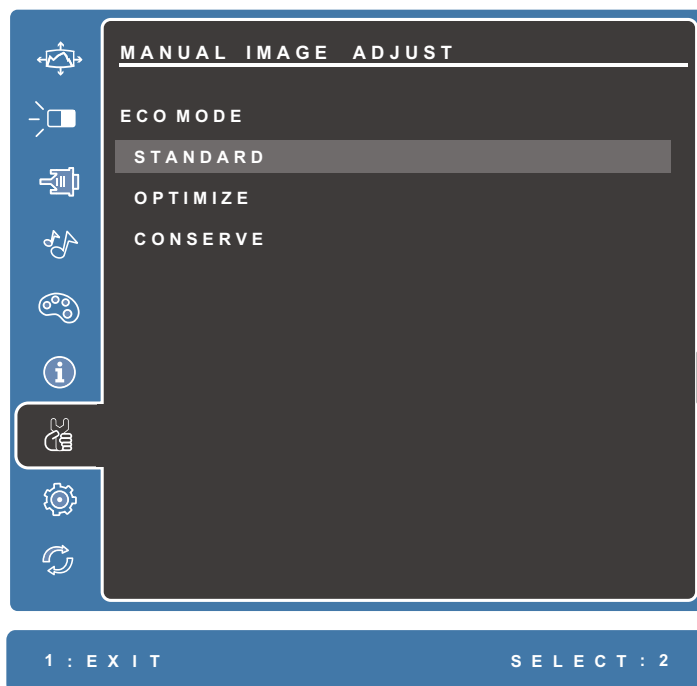 MANUAL IMAGE ADJUST
ECO MODE
STANDARD
OPTIMIZE
CONSERVE
1 : EXIT SELECT : 2